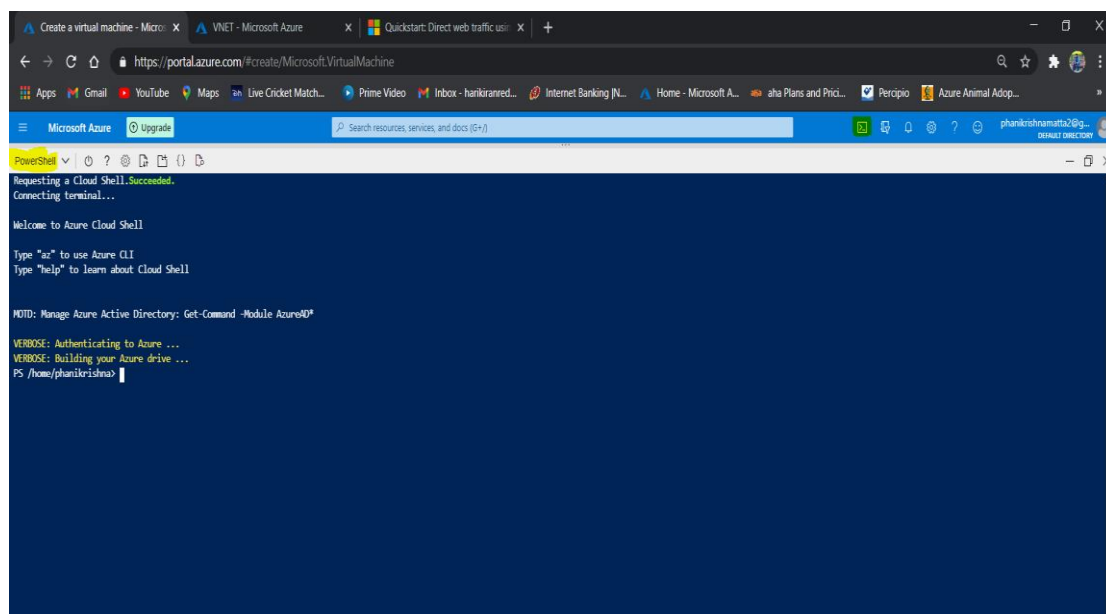 Create a virtual machine - Micros X VNET - Microsoft Azure X Quickstart: Direct web traffic usin X +
https://portal.azure.com/#create/Microsoft.VirtualMachine
Apps Gmail YouTube Maps Live Cricket Match... Prime Video Inbox - harikiranred... Internet Banking |N... Home - Microsoft A... aha Plans and Prici... Percipio Azure Animal Adop... »
Microsoft Azure Upgrade Search resources, services, and docs (G+/) phanikrishnamatta2@g...
DEFAULT DIRECTORY
PowerShell ? {}
Requesting a Cloud Shell.Succeeded.
Connecting terminal...
Welcome to Azure Cloud Shell
Type "az" to use Azure CLI
Type "help" to learn about Cloud Shell
MOTD: Manage Azure Active Directory: Get-Command -Module AzureAD*
VERBOSE: Authenticating to Azure ...
VERBOSE: Building your Azure drive ...
PS /home/phanikrishna>